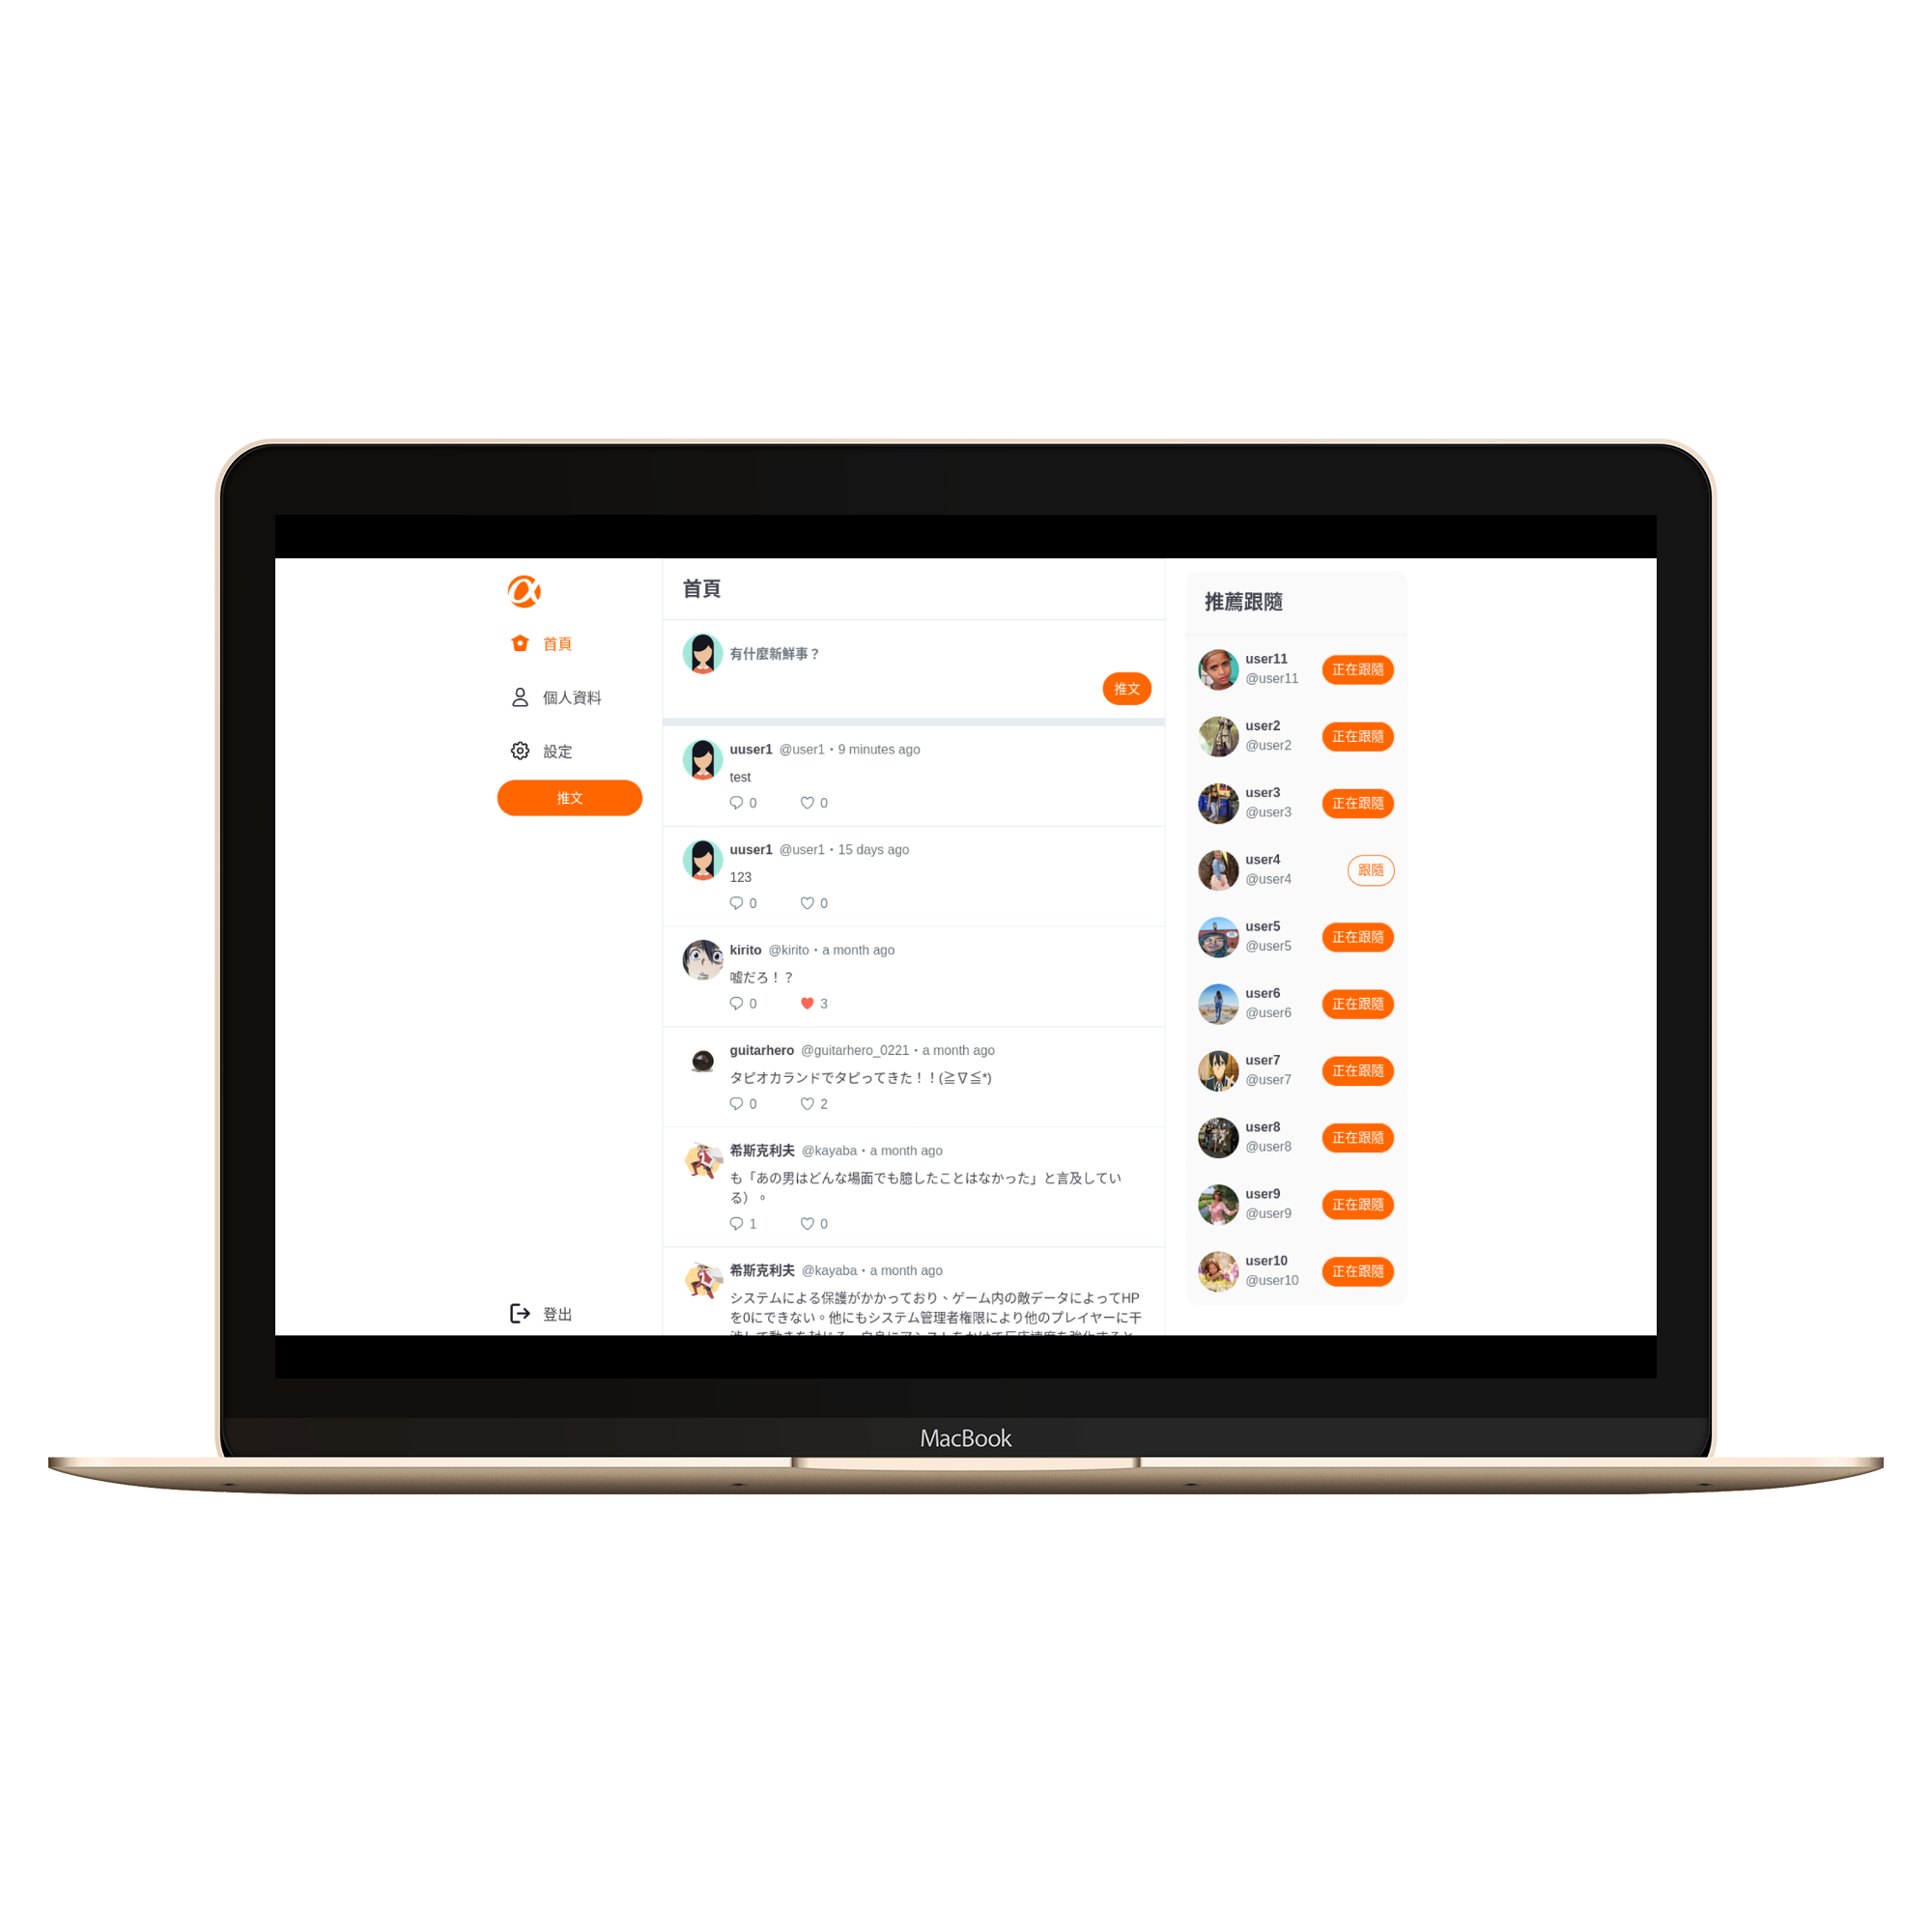 首頁
個人資料
設定
推文
登出
首頁
有什麼新鮮事？
推文
uuser1 @user1・9 minutes ago
test
0 0
uuser1 @user1・15 days ago
123
0 0
kirito @kirito・a month ago
嘘だろ！？
0 3
guitarhero @guitarhero_0221・a month ago
タピオカランドでタピってきた！！(≧∇≦*)
0 2
希斯克利夫 @kayaba・a month ago
も「あの男はどんな場面でも臆したことはなかった」と言及してい
る）。
1 0
希斯克利夫 @kayaba・a month ago
システムによる保護がかかっており、ゲーム内の敵データによってHP
を0にできない。他にもシステム管理者権限により他のプレイヤーに干
推薦跟隨
user11
@user11
正在跟隨
user2
@user2
正在跟隨
user3
@user3
正在跟隨
user4
@user4
跟隨
user5
@user5
正在跟隨
user6
@user6
正在跟隨
user7
@user7
正在跟隨
user8
@user8
正在跟隨
user9
@user9
正在跟隨
user10
@user10
正在跟隨
MacBook